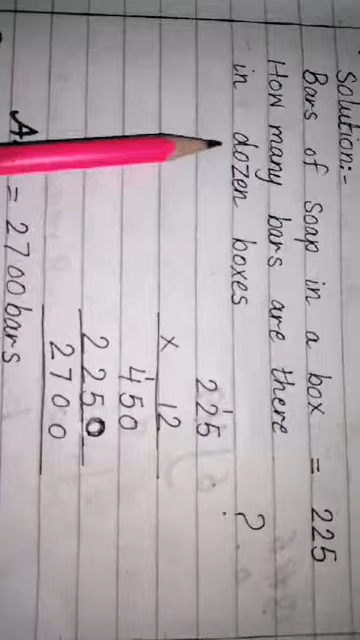 Solution:-
Bars of soap in a box = 225
How many bars are there
in dozen boxes ?
225
x 12
450
2250
2700
= 2700 bars